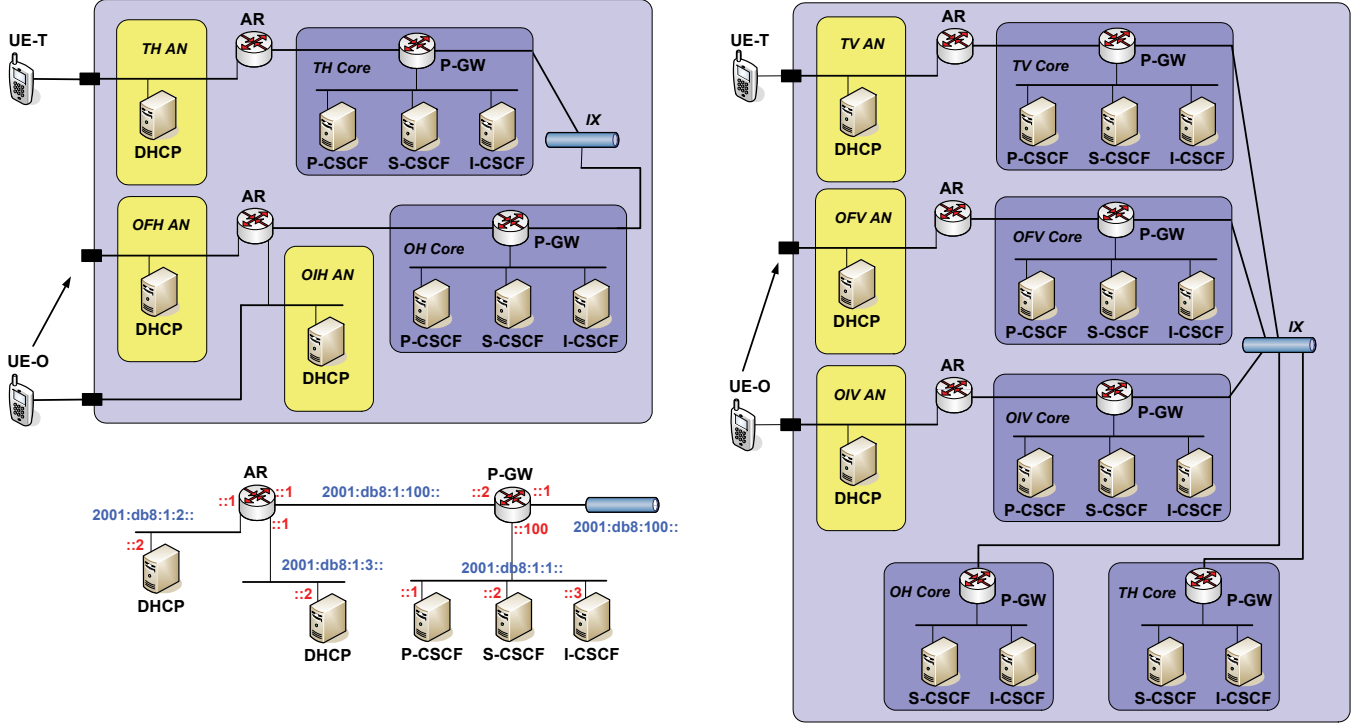 UE-T
TH AN
AR
TH Core
P-GW
DHCP
P-CSCF
S-CSCF
I-CSCF
IX
OFH AN
AR
OH Core
P-GW
OIH AN
DHCP
P-CSCF
S-CSCF
I-CSCF
UE-O
DHCP
AR
P-GW
::1
::1
2001:db8:1:100::
::2
::1
2001:db8:1:2::
::1
::100
2001:db8:100::
::2
2001:db8:1:3::
2001:db8:1:1::
DHCP
::2
::1
::2
::3
DHCP
P-CSCF
S-CSCF
I-CSCF
UE-T
TV AN
AR
TV Core
P-GW
DHCP
P-CSCF
S-CSCF
I-CSCF
OFV AN
AR
OFV Core
P-GW
DHCP
P-CSCF
S-CSCF
I-CSCF
IX
UE-O
OIV AN
AR
OIV Core
P-GW
DHCP
P-CSCF
S-CSCF
I-CSCF
OH Core
P-GW
S-CSCF
I-CSCF
TH Core
P-GW
S-CSCF
I-CSCF